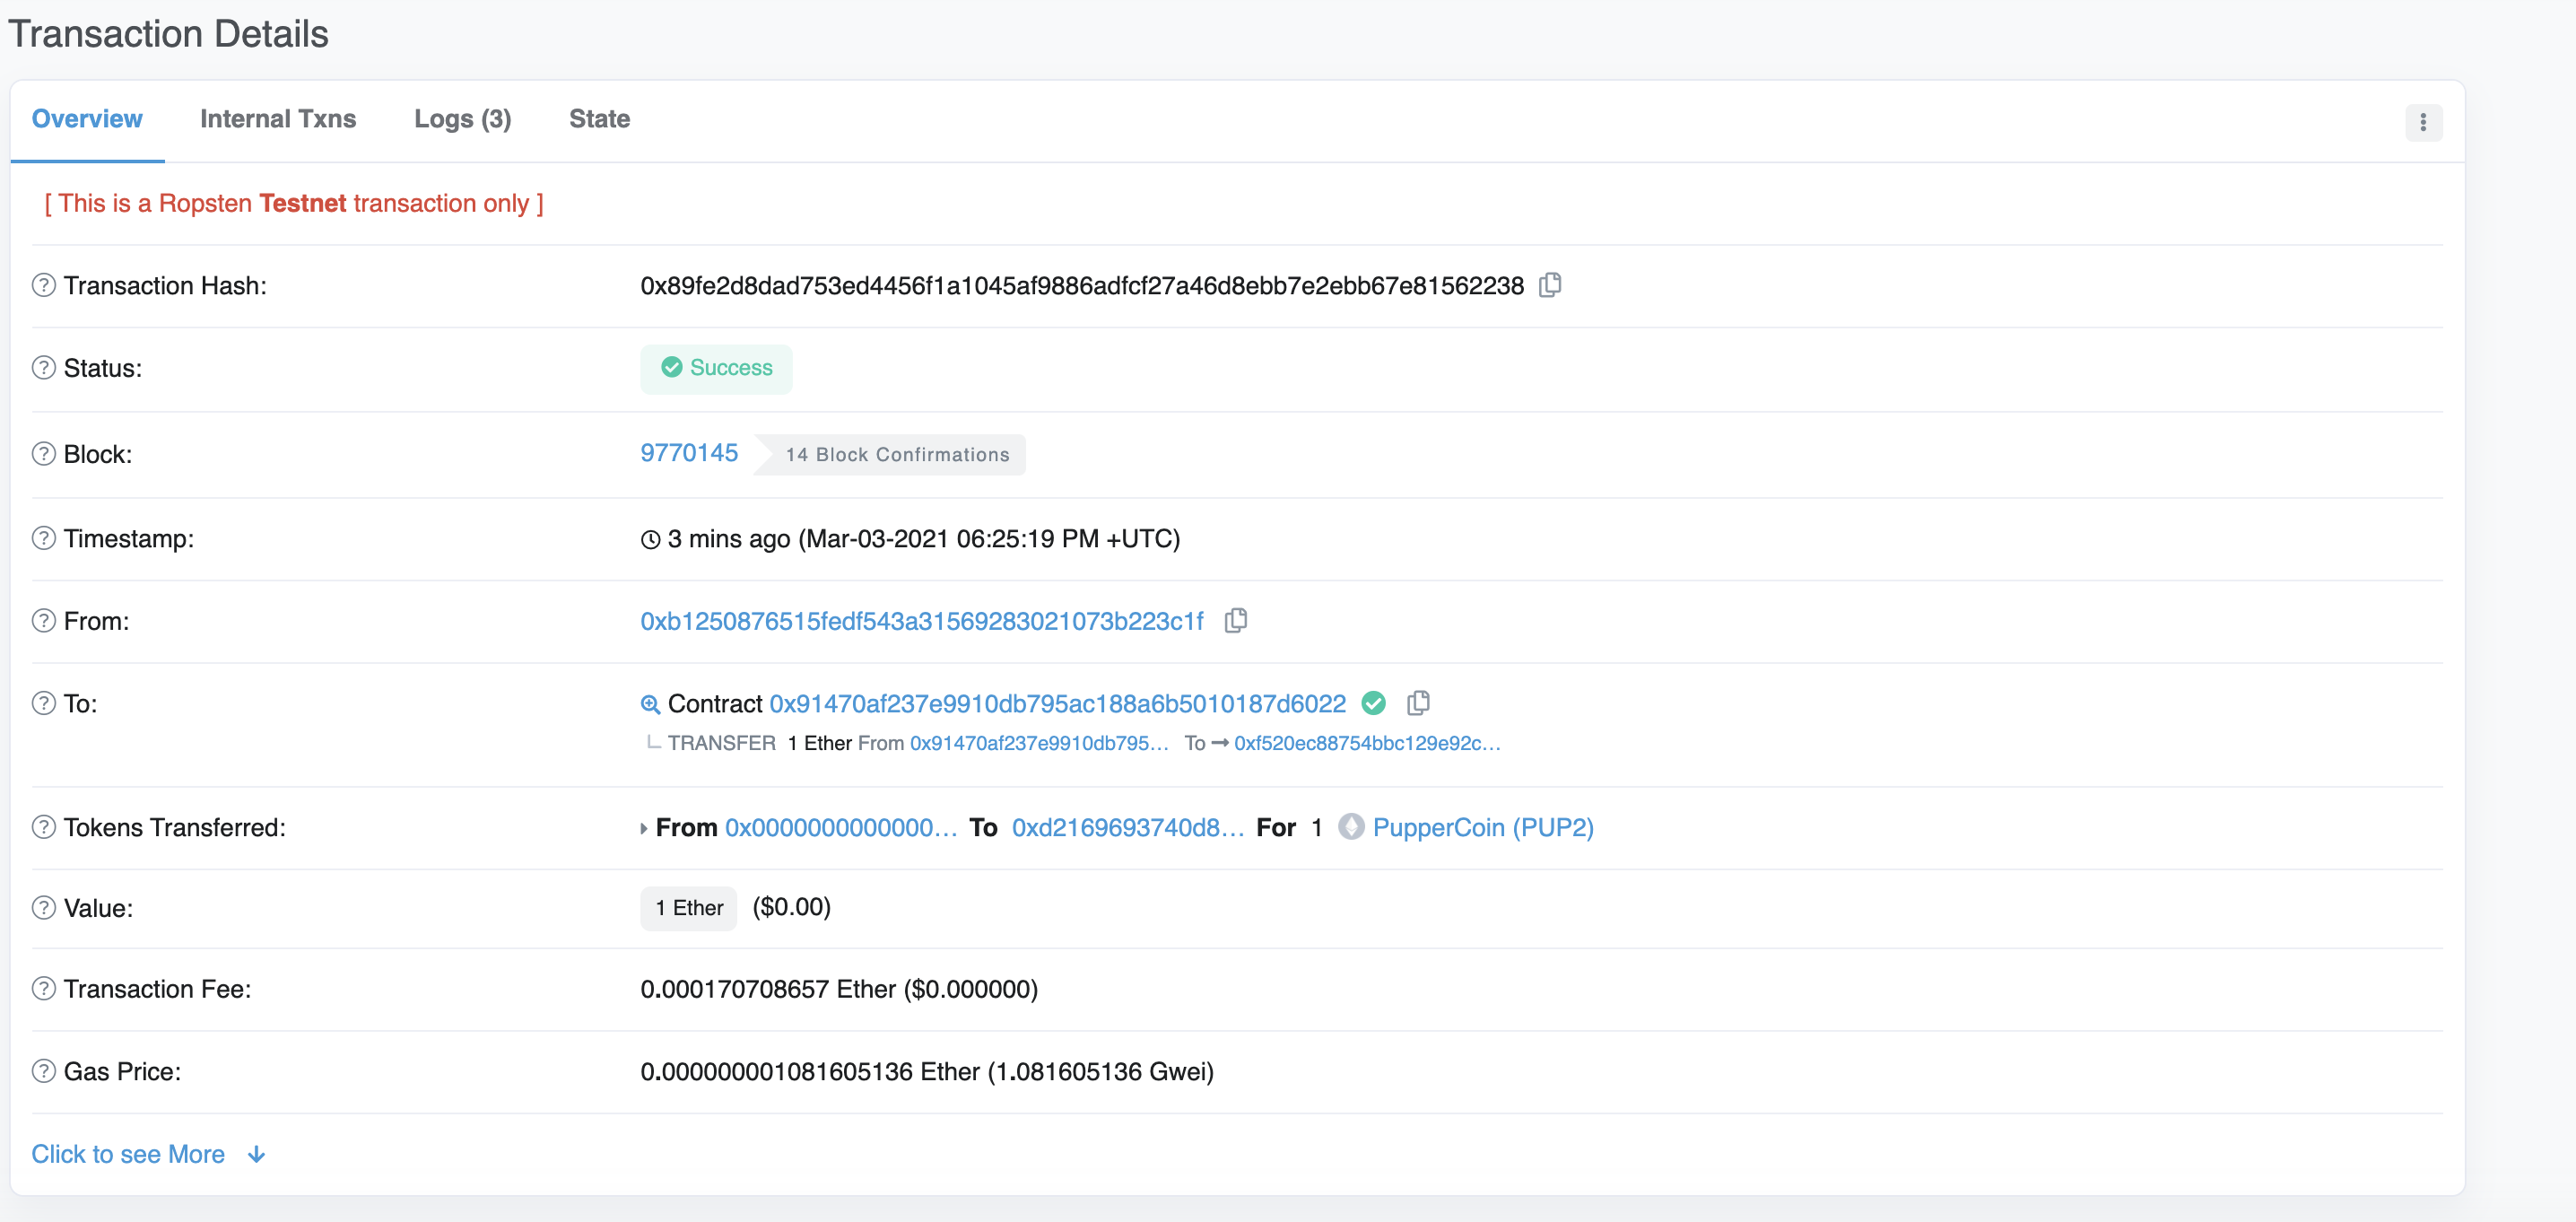 Transaction Details
Overview Internal Txns Logs (3) State
[ This is a Ropsten Testnet transaction only ]
Transaction Hash: 0x89fe2d8dad753ed4456f1a1045af9886adfcf27a46d8ebb7e2ebb67e81562238
Status: Success
Block: 9770145 14 Block Confirmations
Timestamp: 3 mins ago (Mar-03-2021 06:25:19 PM +UTC)
From: 0xb1250876515fedf543a31569283021073b223c1f
To: Contract 0x91470af237e9910db795ac188a6b5010187d6022
TRANSFER 1 Ether From 0x91470af237e9910db795... To → 0xf520ec88754bbc129e92c...
Tokens Transferred: From 0x0000000000000... To 0xd2169693740d8... For 1 PupperCoin (PUP2)
Value: 1 Ether ($0.00)
Transaction Fee: 0.000170708657 Ether ($0.000000)
Gas Price: 0.000000001081605136 Ether (1.081605136 Gwei)
Click to see More ↓